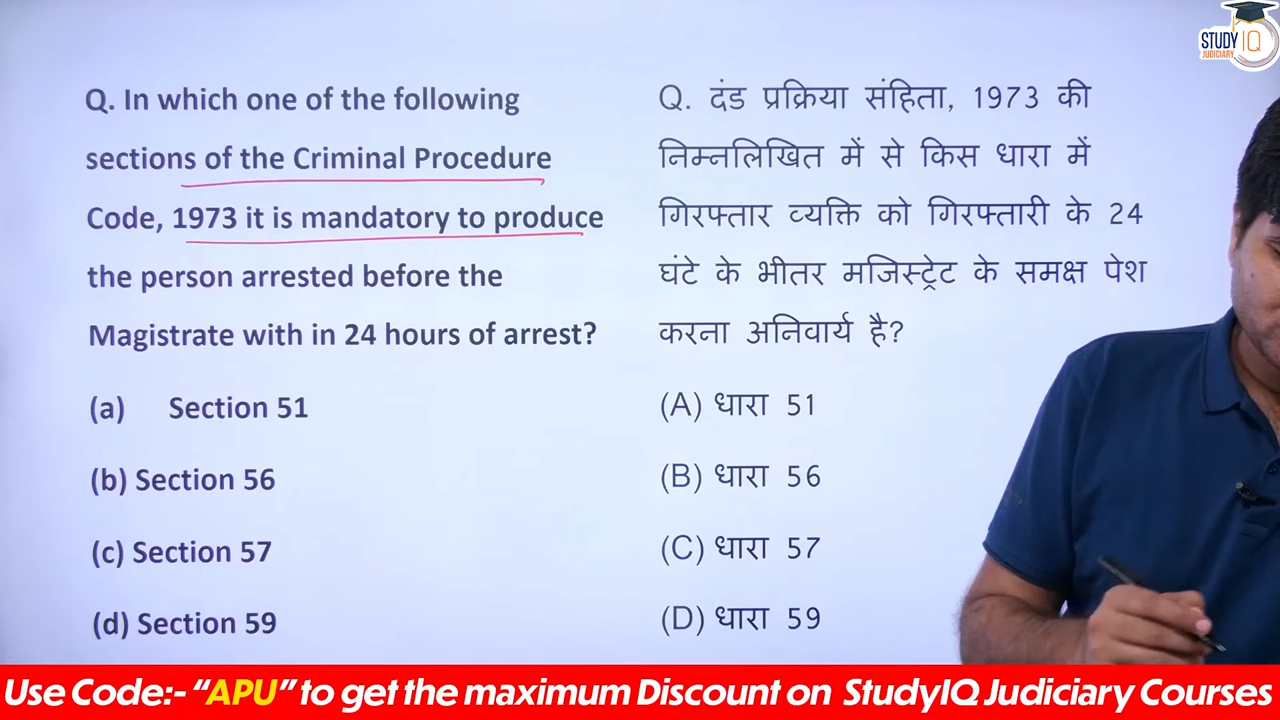 STUDY IQ
JUDICIARY
Q. In which one of the following
sections of the Criminal Procedure
Code, 1973 it is mandatory to produce
the person arrested before the
Magistrate with in 24 hours of arrest?
(a) Section 51
(b) Section 56
(c) Section 57
(d) Section 59
Q. दंड प्रक्रिया संहिता, 1973 की
निम्नलिखित में से किस धारा में
गिरफ्तार व्यक्ति को गिरफ्तारी के 24
घंटे के भीतर मजिस्ट्रेट के समक्ष पेश
करना अनिवार्य है?
(A) धारा 51
(B) धारा 56
(C) धारा 57
(D) धारा 59
Use Code:- “APU” to get the maximum Discount on StudyIQ Judiciary Courses